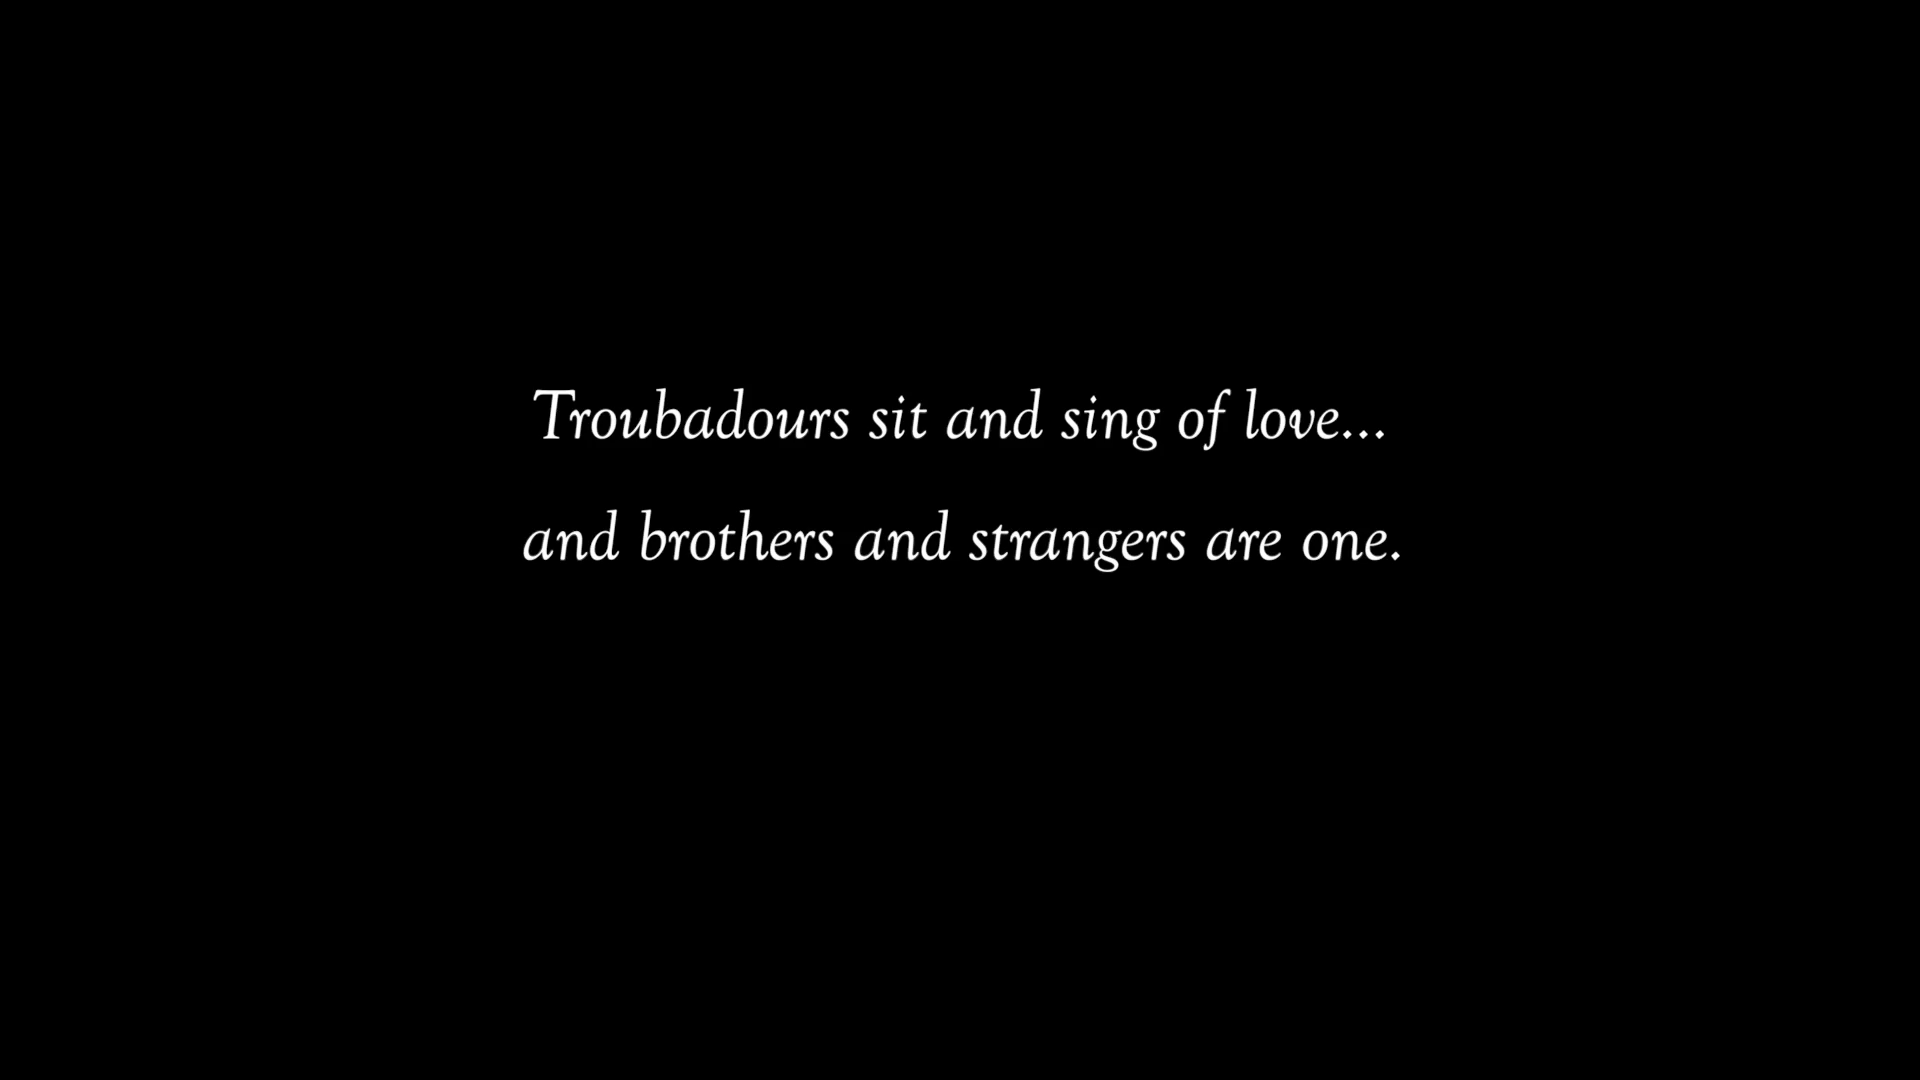 Troubadours sit and sing of love...
and brothers and strangers are one.